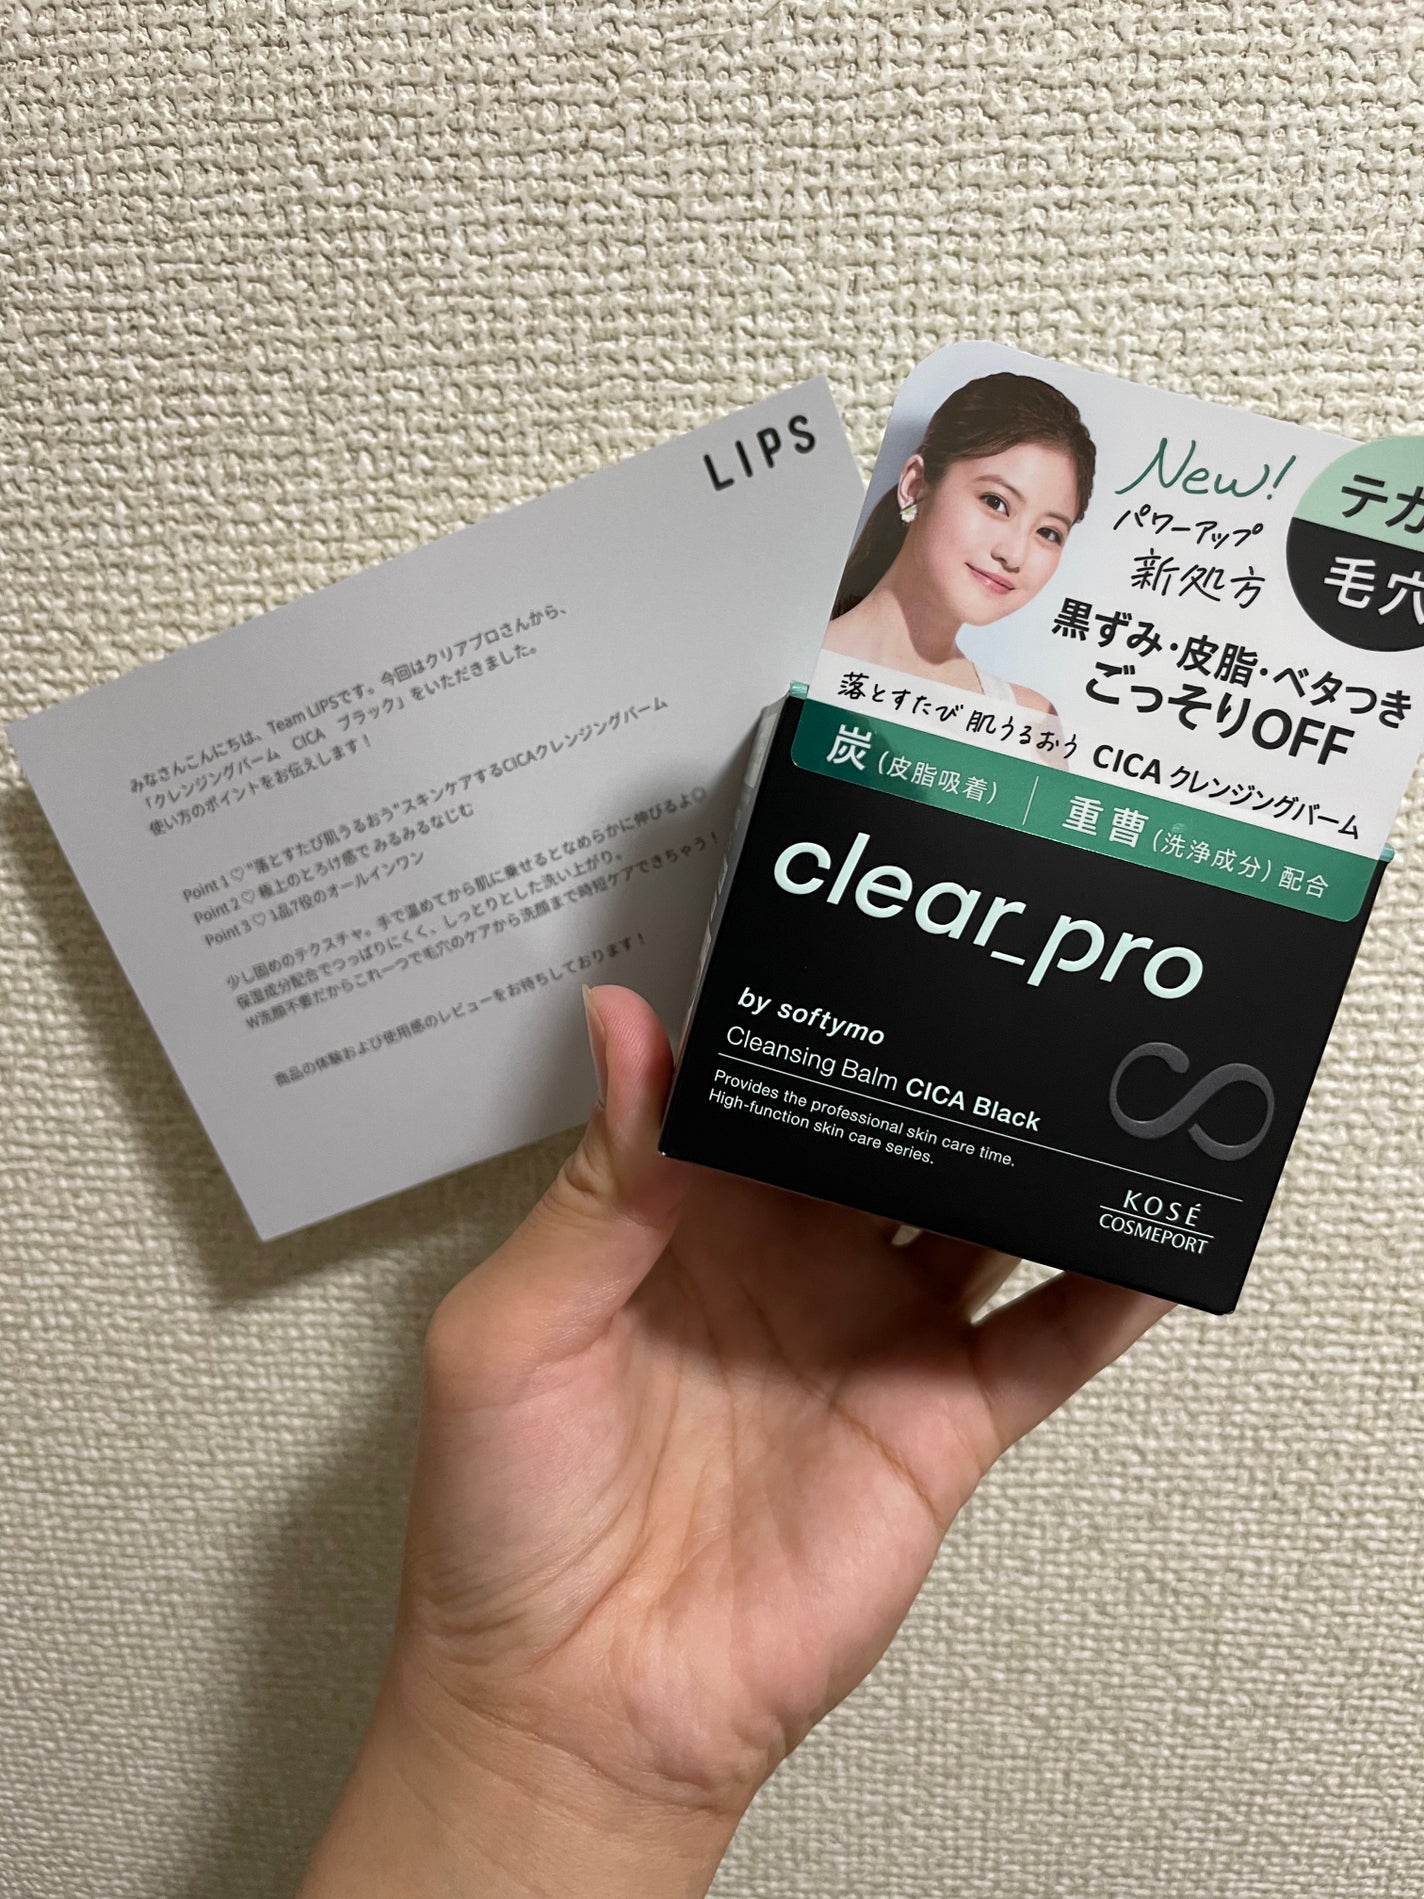 LIPS
みなさんこんにちは、Team LIPSです。今回はクリアプロさんから、
「クレンジングバーム　CICA　ブラック」をいただきました。
使い方のポイントをお伝えします！
Point 1♡"落とすたび肌うるおう"スキンケアするCICAクレンジングバーム
Point 2♡極上のとろけ感で みるみるなじむ
Point 3♡1品7役のオールインワン
少し固めのテクスチャ。手で温めてから肌に乗せるとなめらかに伸びるよ◎
保湿成分配合でつっぱりにくく、しっとりとした洗い上がり。
W洗顔不要だからこれ一つで毛穴のケアから洗顔まで時短ケアできちゃう！
商品の体験および使用感のレビューをお待ちしております！
New!
パワーアップ
新処方
テカ
毛穴
黒ずみ・皮脂・ベタつき
ごっそりOFF
落とすたび 肌うるおう CICA クレンジングバーム
炭(皮脂吸着) 重曹(洗浄成分)配合
clear_pro
by softymo
Cleansing Balm CICA Black
Provides the professional skin care time.
High-function skin care series.
KOSÉ
COSMEPORT